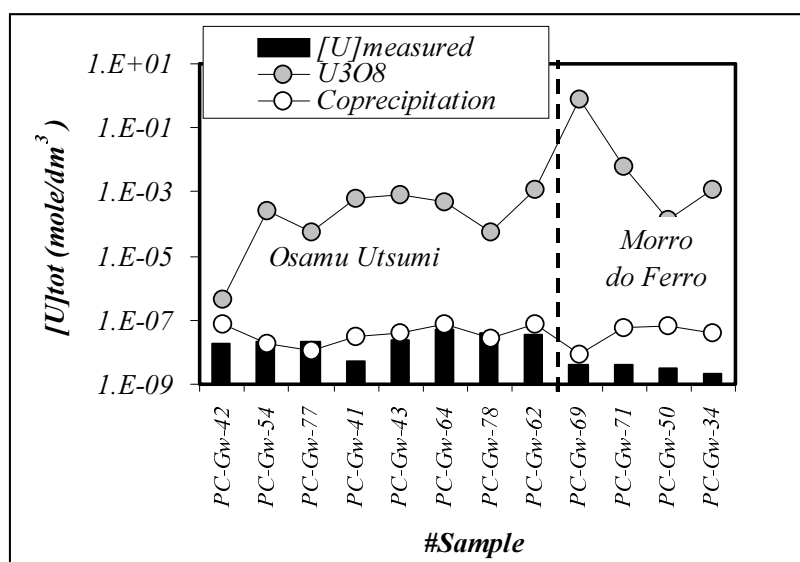 [U]measured
U3O8
Coprecipitation
1.E+01
1.E-01
1.E-03
1.E-05
1.E-07
1.E-09
[U]tot (mole/dm³)
Osamu Utsumi
Morro
do Ferro
PC-Gw-42
PC-Gw-54
PC-Gw-77
PC-Gw-41
PC-Gw-43
PC-Gw-64
PC-Gw-78
PC-Gw-62
PC-Gw-69
PC-Gw-71
PC-Gw-50
PC-Gw-34
#Sample